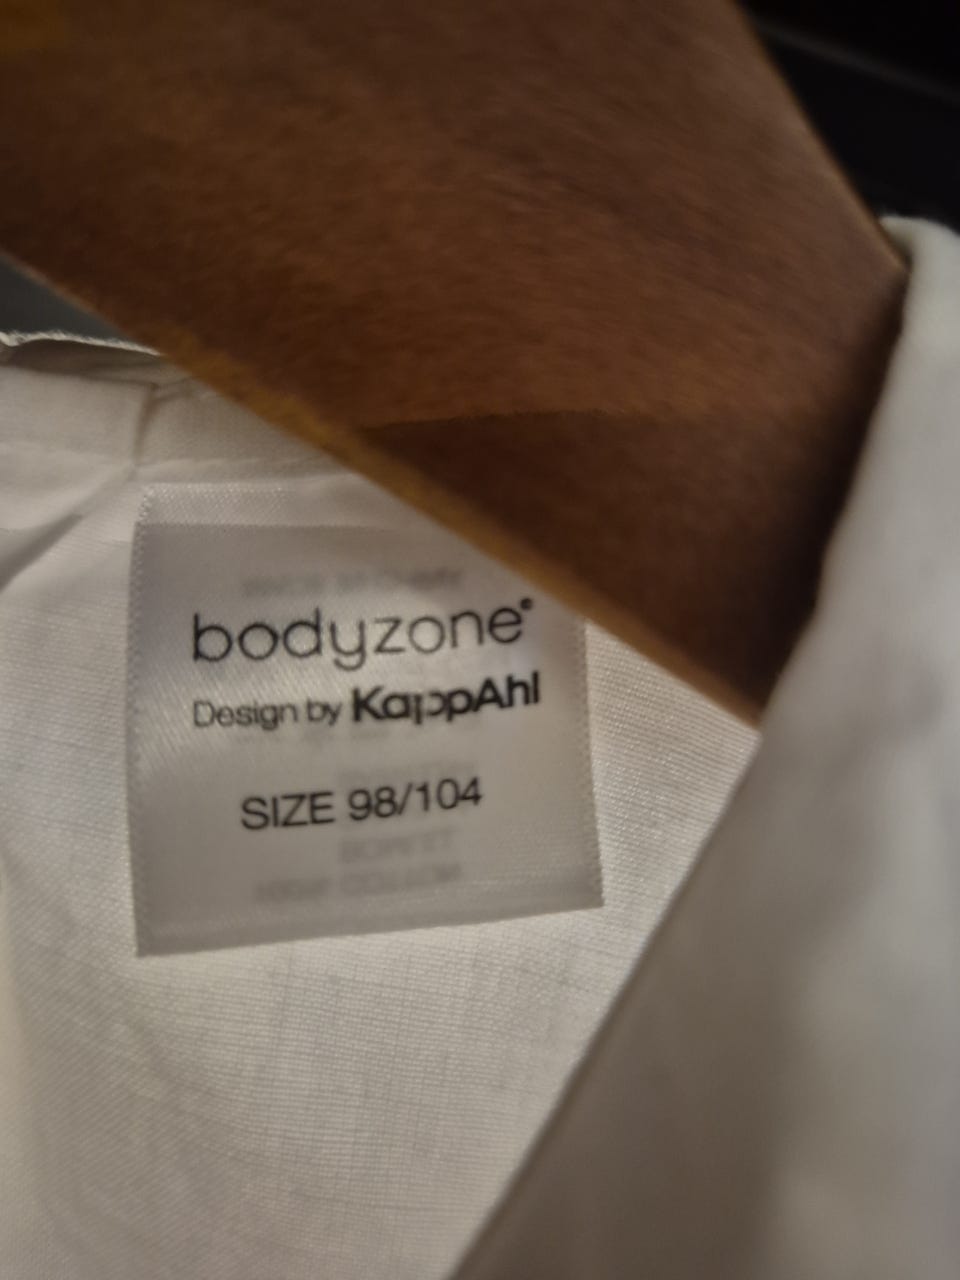 bodyzone®
Design by KappAhl
SIZE 98/104